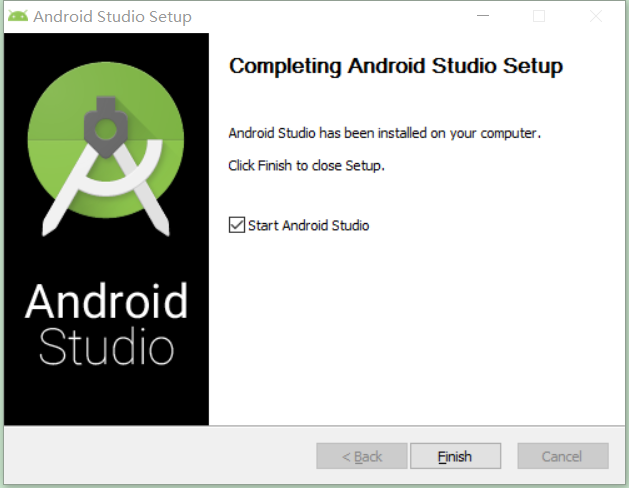 Android Studio Setup
Completing Android Studio Setup
Android Studio has been installed on your computer.
Click Finish to close Setup.
Start Android Studio
Android
Studio
< Back
Finish
Cancel